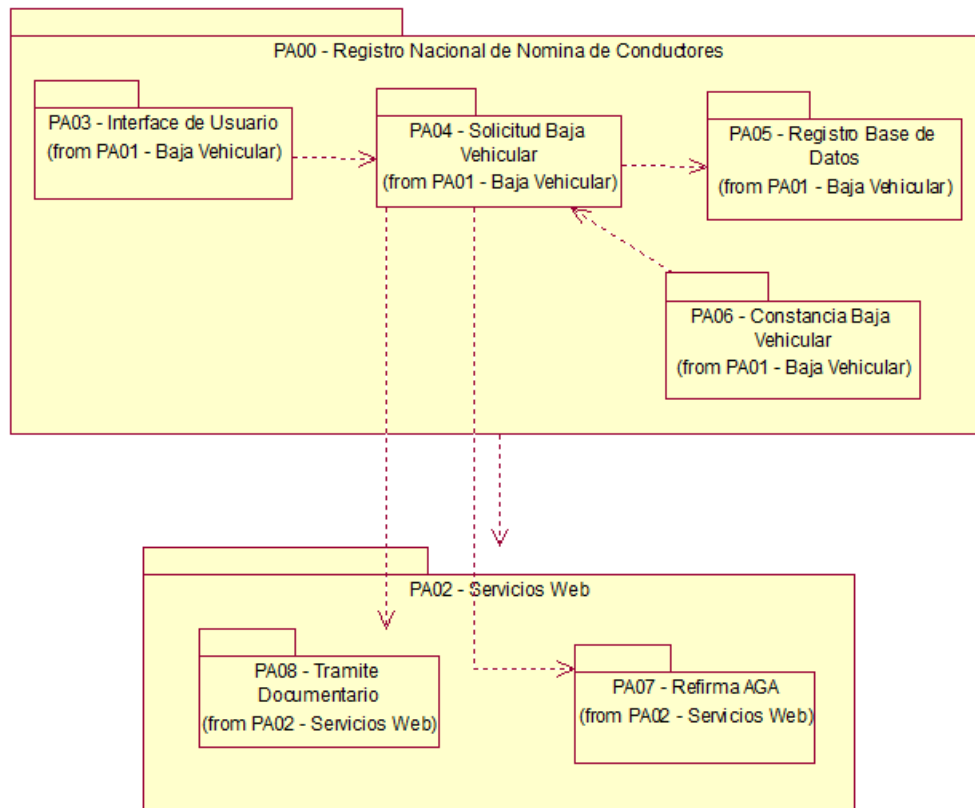 PA00 - Registro Nacional de Nomina de Conductores
PA03 - Interface de Usuario
(from PA01 - Baja Vehicular)
PA04 - Solicitud Baja
Vehicular
(from PA01 - Baja Vehicular)
PA05 - Registro Base de
Datos
(from PA01 - Baja Vehicular)
PA06 - Constancia Baja
Vehicular
(from PA01 - Baja Vehicular)
PA02 - Servicios Web
PA08 - Tramite
Documentario
(from PA02 - Servicios Web)
PA07 - Refirma AGA
(from PA02 - Servicios Web)